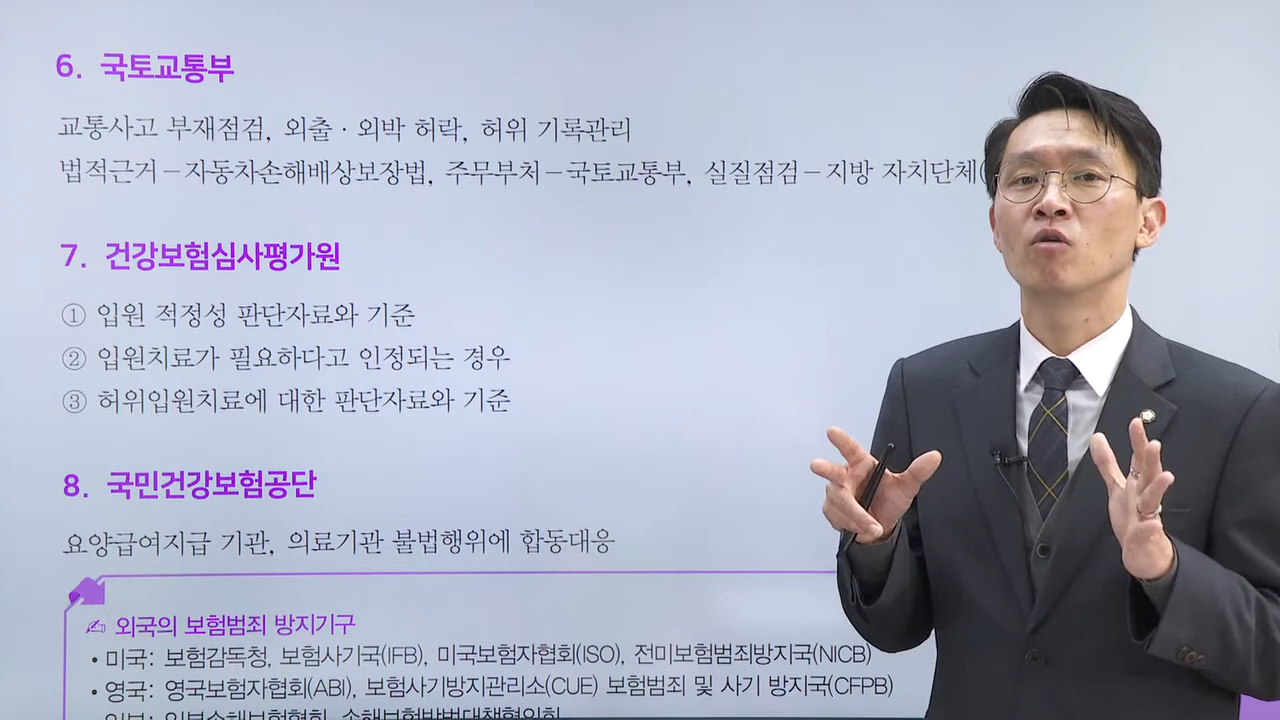 6. 국토교통부
교통사고 부재점검, 외출·외박 허락, 허위 기록관리
법적근거-자동차손해배상보장법, 주무부처-국토교통부, 실질점검-지방 자치단체(
7. 건강보험심사평가원
① 입원 적정성 판단자료와 기준
② 입원치료가 필요하다고 인정되는 경우
③ 허위입원치료에 대한 판단자료와 기준
8. 국민건강보험공단
요양급여지급 기관, 의료기관 불법행위에 합동대응
✍ 외국의 보험범죄 방지기구
• 미국: 보험감독청, 보험사기국(IFB), 미국보험자협회(ISO), 전미보험범죄방지국(NICB)
• 영국: 영국보험자협회(ABI), 보험사기방지관리소(CUE) 보험범죄 및 사기 방지국(CFPB)